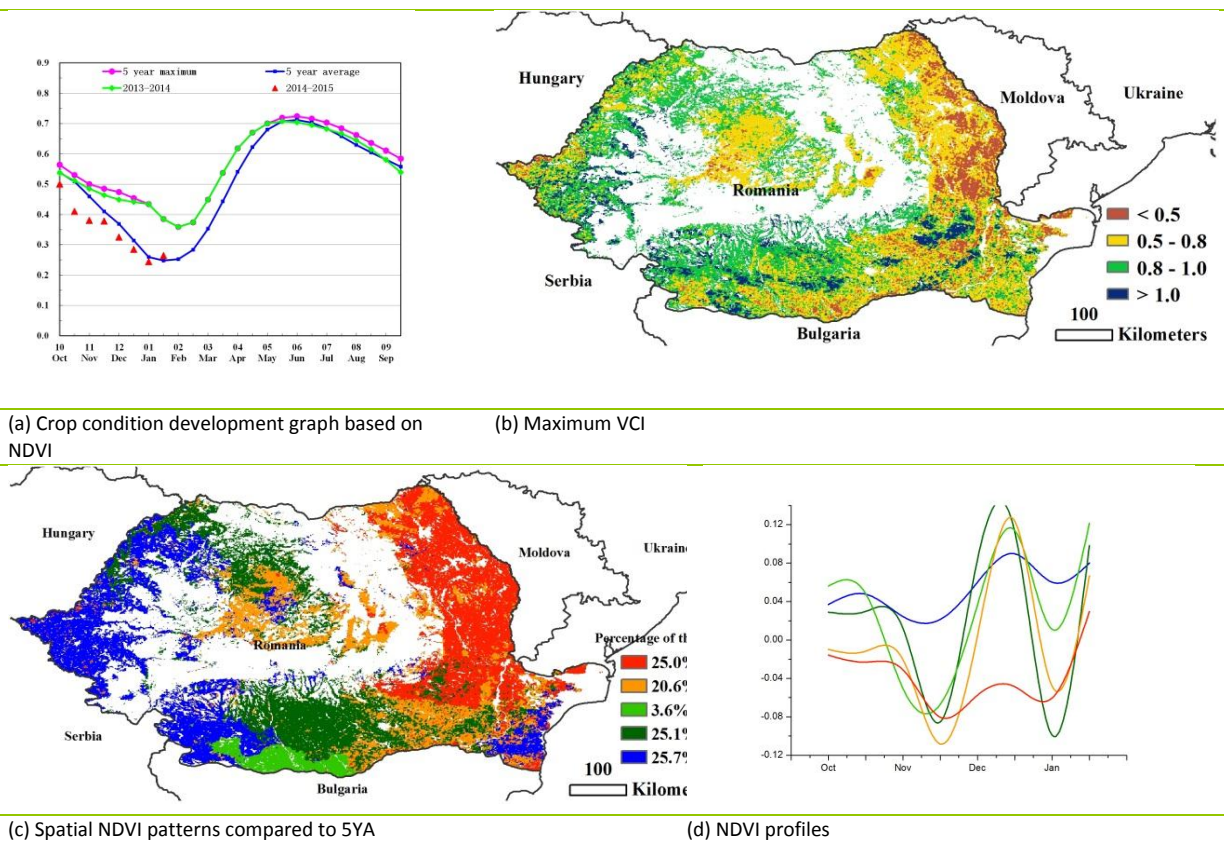 0.9
5 year maximum
5 year average
2013-2014
2014-2015
0.8
0.7
0.6
0.5
0.4
0.3
0.2
0.1
0.0
10 11 12 01 02 03 04 05 06 07 08 09
Oct Nov Dec Jan Feb Mar Apr May Jun Jul Aug Sep
Hungary
Moldova
Ukraine
Romania
Serbia
Bulgaria
< 0.5
0.5 - 0.8
0.8 - 1.0
> 1.0
100
Kilometers
(a) Crop condition development graph based on
NDVI
(b) Maximum VCI
Hungary
Moldova
Ukraine
Romania
Serbia
Bulgaria
Percentage of th
25.0%
20.6%
3.6%
25.1%
25.7%
100
Kilome
0.12
0.08
0.04
0.00
-0.04
-0.08
-0.12
Oct Nov Dec Jan
(c) Spatial NDVI patterns compared to 5YA
(d) NDVI profiles